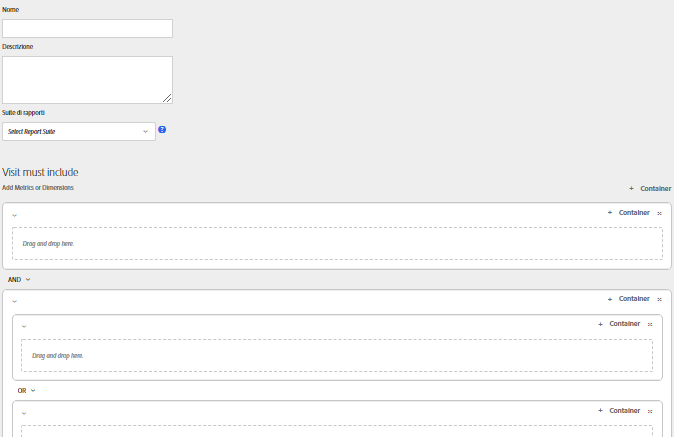 Nome
Descrizione
Suite di rapporti
Select Report Suite
?
Visit must include
Add Metrics or Dimensions
+ Container
+ Container ×
Drag and drop here.
AND
+ Container ×
+ Container ×
Drag and drop here.
OR
+ Container ×